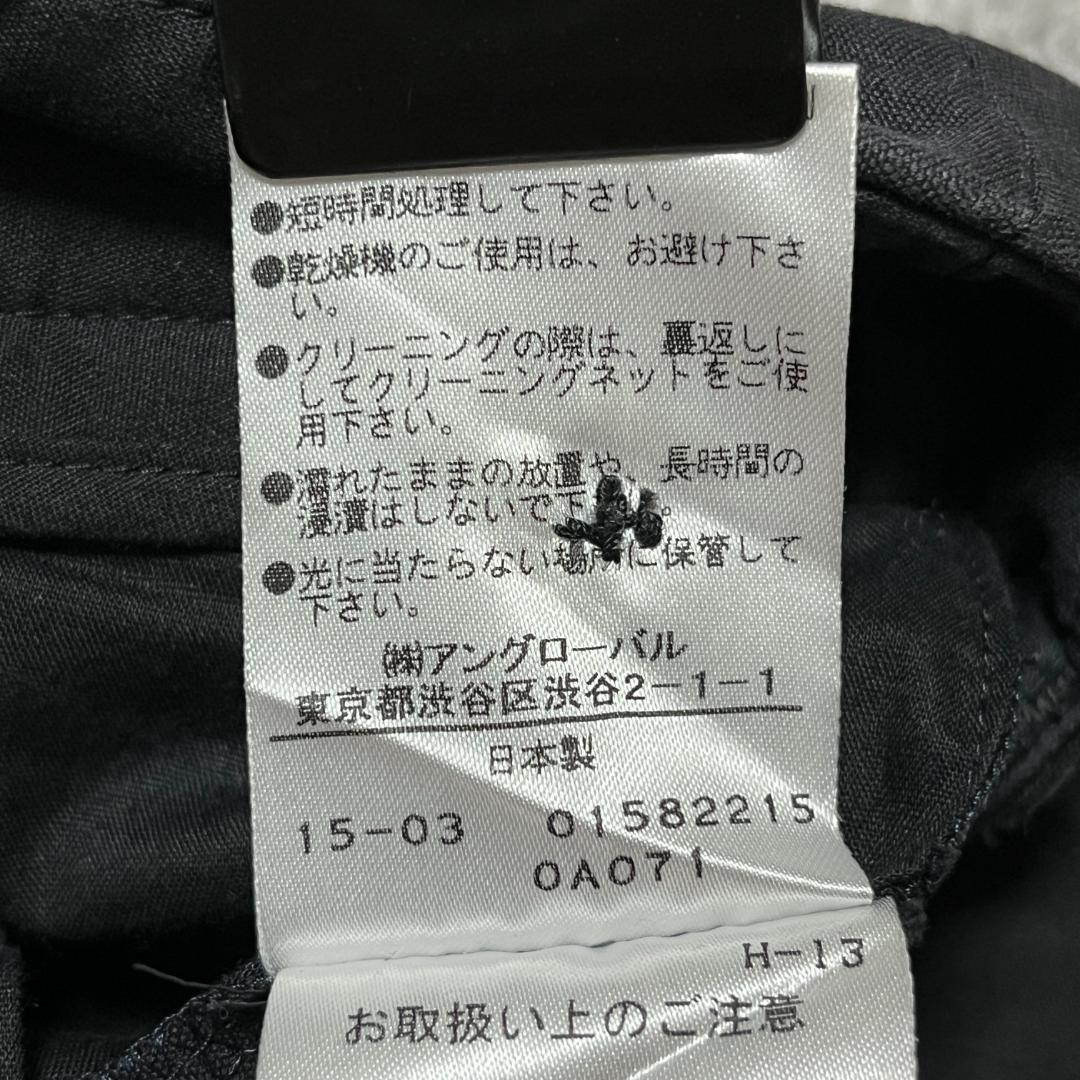 ●短時間処理して下さい。
●乾燥機のご使用は、お避け下さ
い。
●クリーニングの際は、裏返しに
してクリーニングネットをご使
用下さい。
●濡れたままの放置や、長時間の
浸漬はしないで下
●光に当たらない場所に保管して
下さい。
㈱アングローバル
東京都渋谷区渋谷2-1-1
日本製
15-03 01582215
0A071
H-13
お取扱い上のご注意